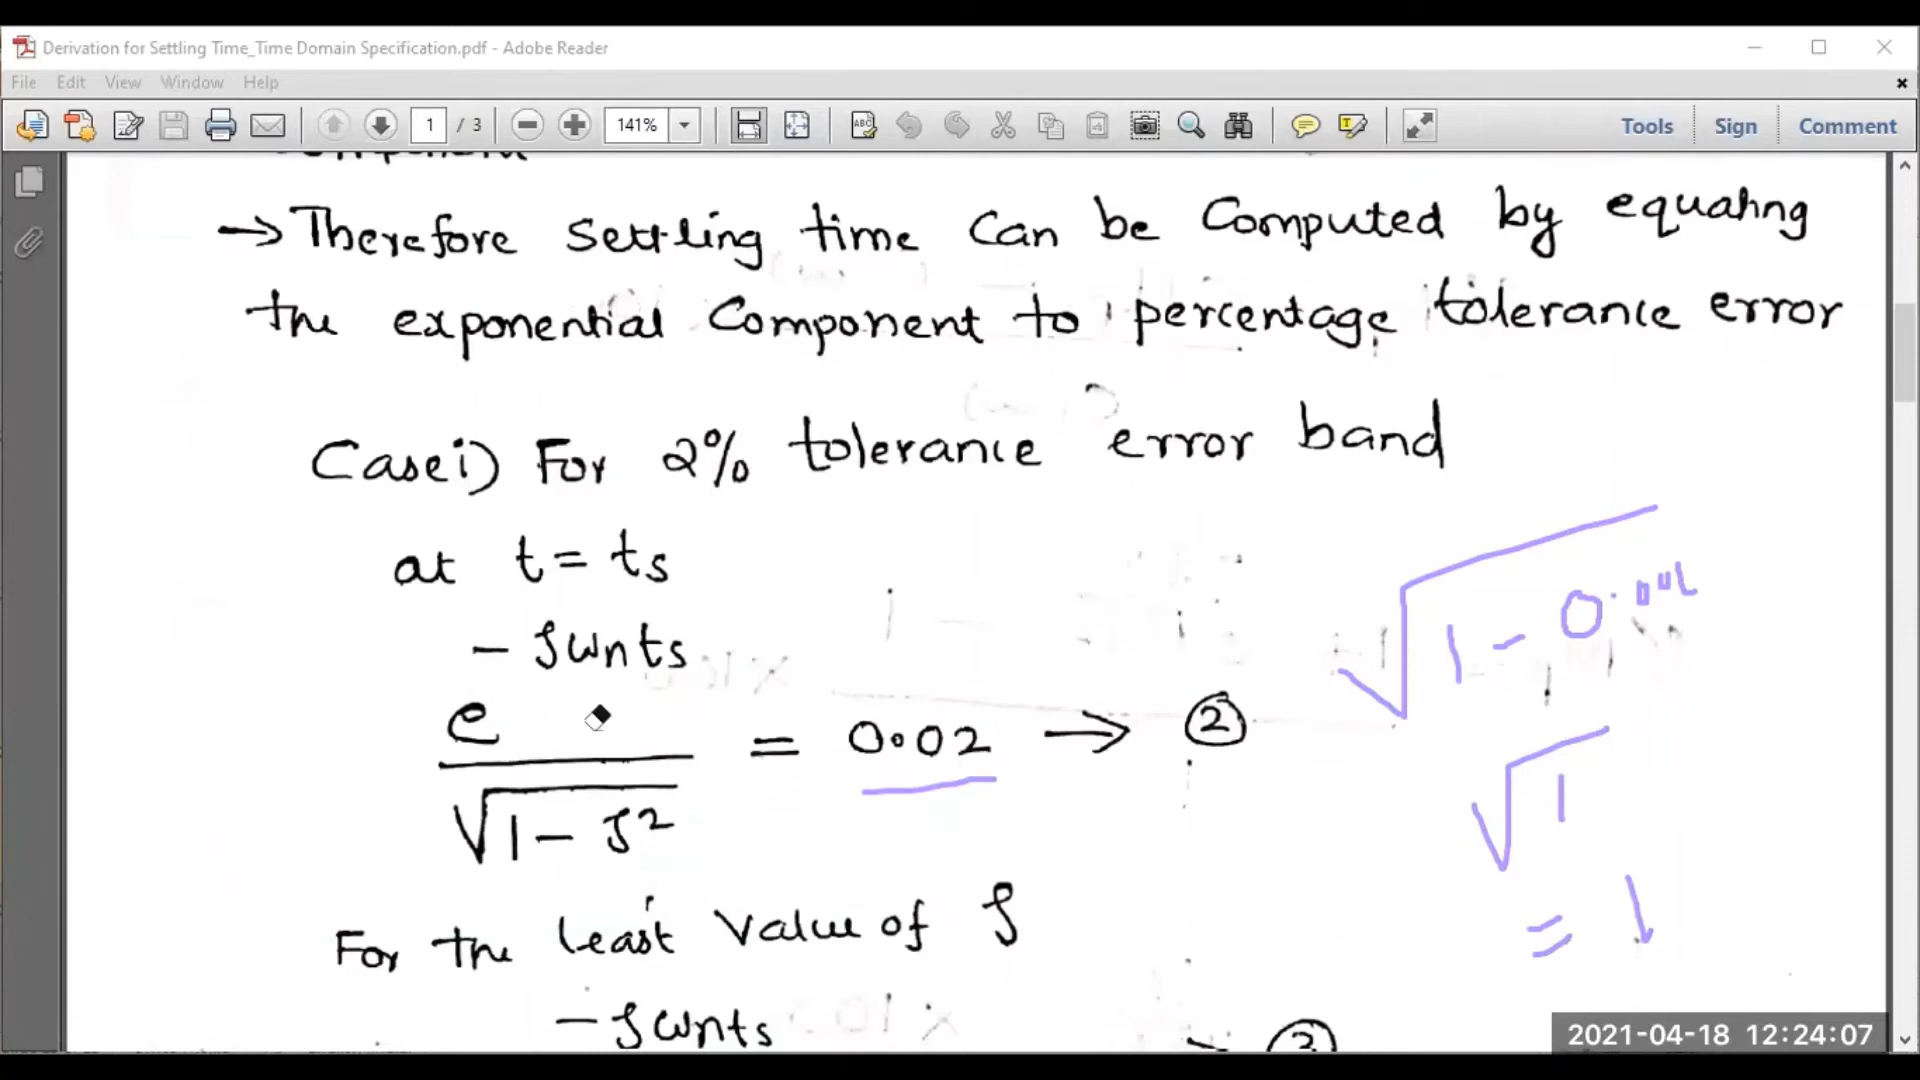 Derivation for Settling Time_Time Domain Specification.pdf - Adobe Reader
File Edit View Window Help
1 / 3 141% Tools Sign Comment
→ Therefore settling time can be computed by equating
the exponential component to percentage tolerance error
Case i) For 2% tolerance error band
at t = ts
- ζωnts
e
= 0.02 → ②
√1 - ζ²
√1 - 0.001
√1
= 1
For the least value of ζ
- ζωnts
2021-04-18 12:24:07